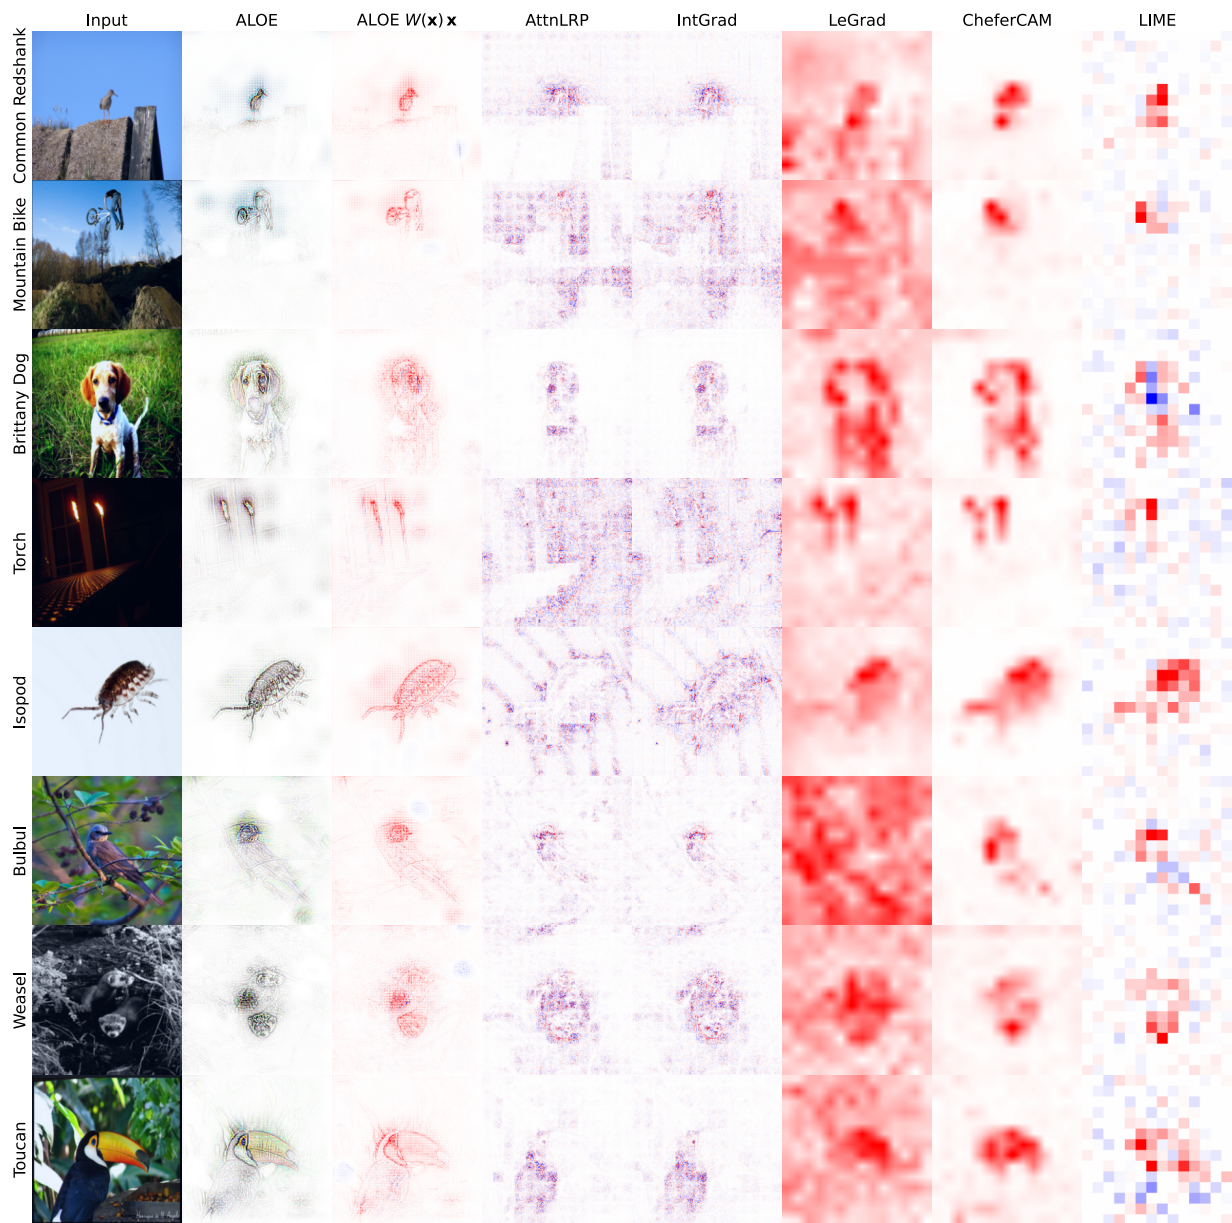 Input ALOE ALOE W(x) x AttnLRP IntGrad LeGrad CheferCAM LIME
Common Redshank
Mountain Bike
Brittany Dog
Torch
Isopod
Bulbul
Weasel
Toucan